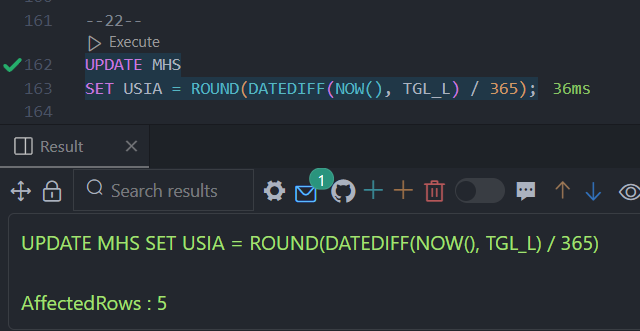 160
161 --22--
Execute
162 UPDATE MHS
163 SET USIA = ROUND(DATEDIFF(NOW(), TGL_L) / 365); 36ms
164
Result
1
Search results
UPDATE MHS SET USIA = ROUND(DATEDIFF(NOW(), TGL_L) / 365)
AffectedRows : 5